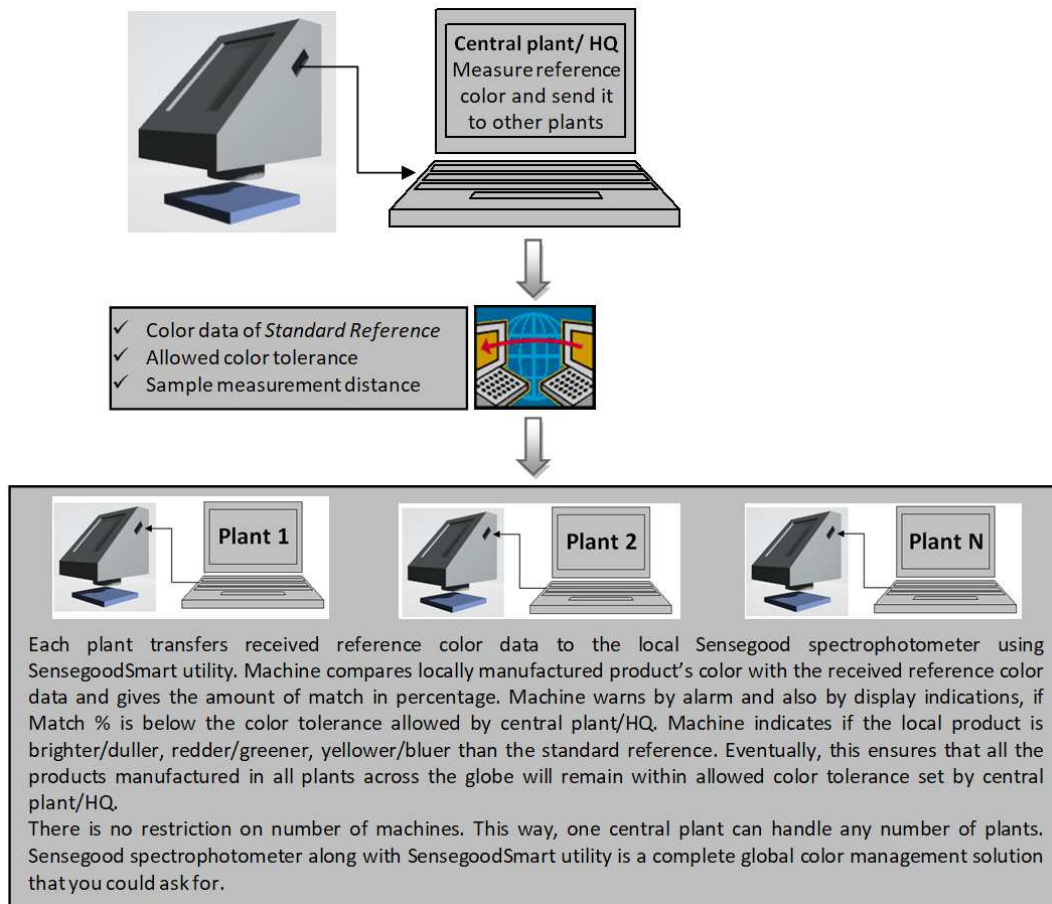 Central plant/ HQ
Measure reference
color and send it
to other plants
✓ Color data of Standard Reference
✓ Allowed color tolerance
✓ Sample measurement distance
Plant 1
Plant 2
Plant N
Each plant transfers received reference color data to the local Sensegood spectrophotometer using
SensegoodSmart utility. Machine compares locally manufactured product’s color with the received reference color
data and gives the amount of match in percentage. Machine warns by alarm and also by display indications, if
Match % is below the color tolerance allowed by central plant/HQ. Machine indicates if the local product is
brighter/duller, redder/greener, yellower/bluer than the standard reference. Eventually, this ensures that all the
products manufactured in all plants across the globe will remain within allowed color tolerance set by central
plant/HQ.
There is no restriction on number of machines. This way, one central plant can handle any number of plants.
Sensegood spectrophotometer along with SensegoodSmart utility is a complete global color management solution
that you could ask for.